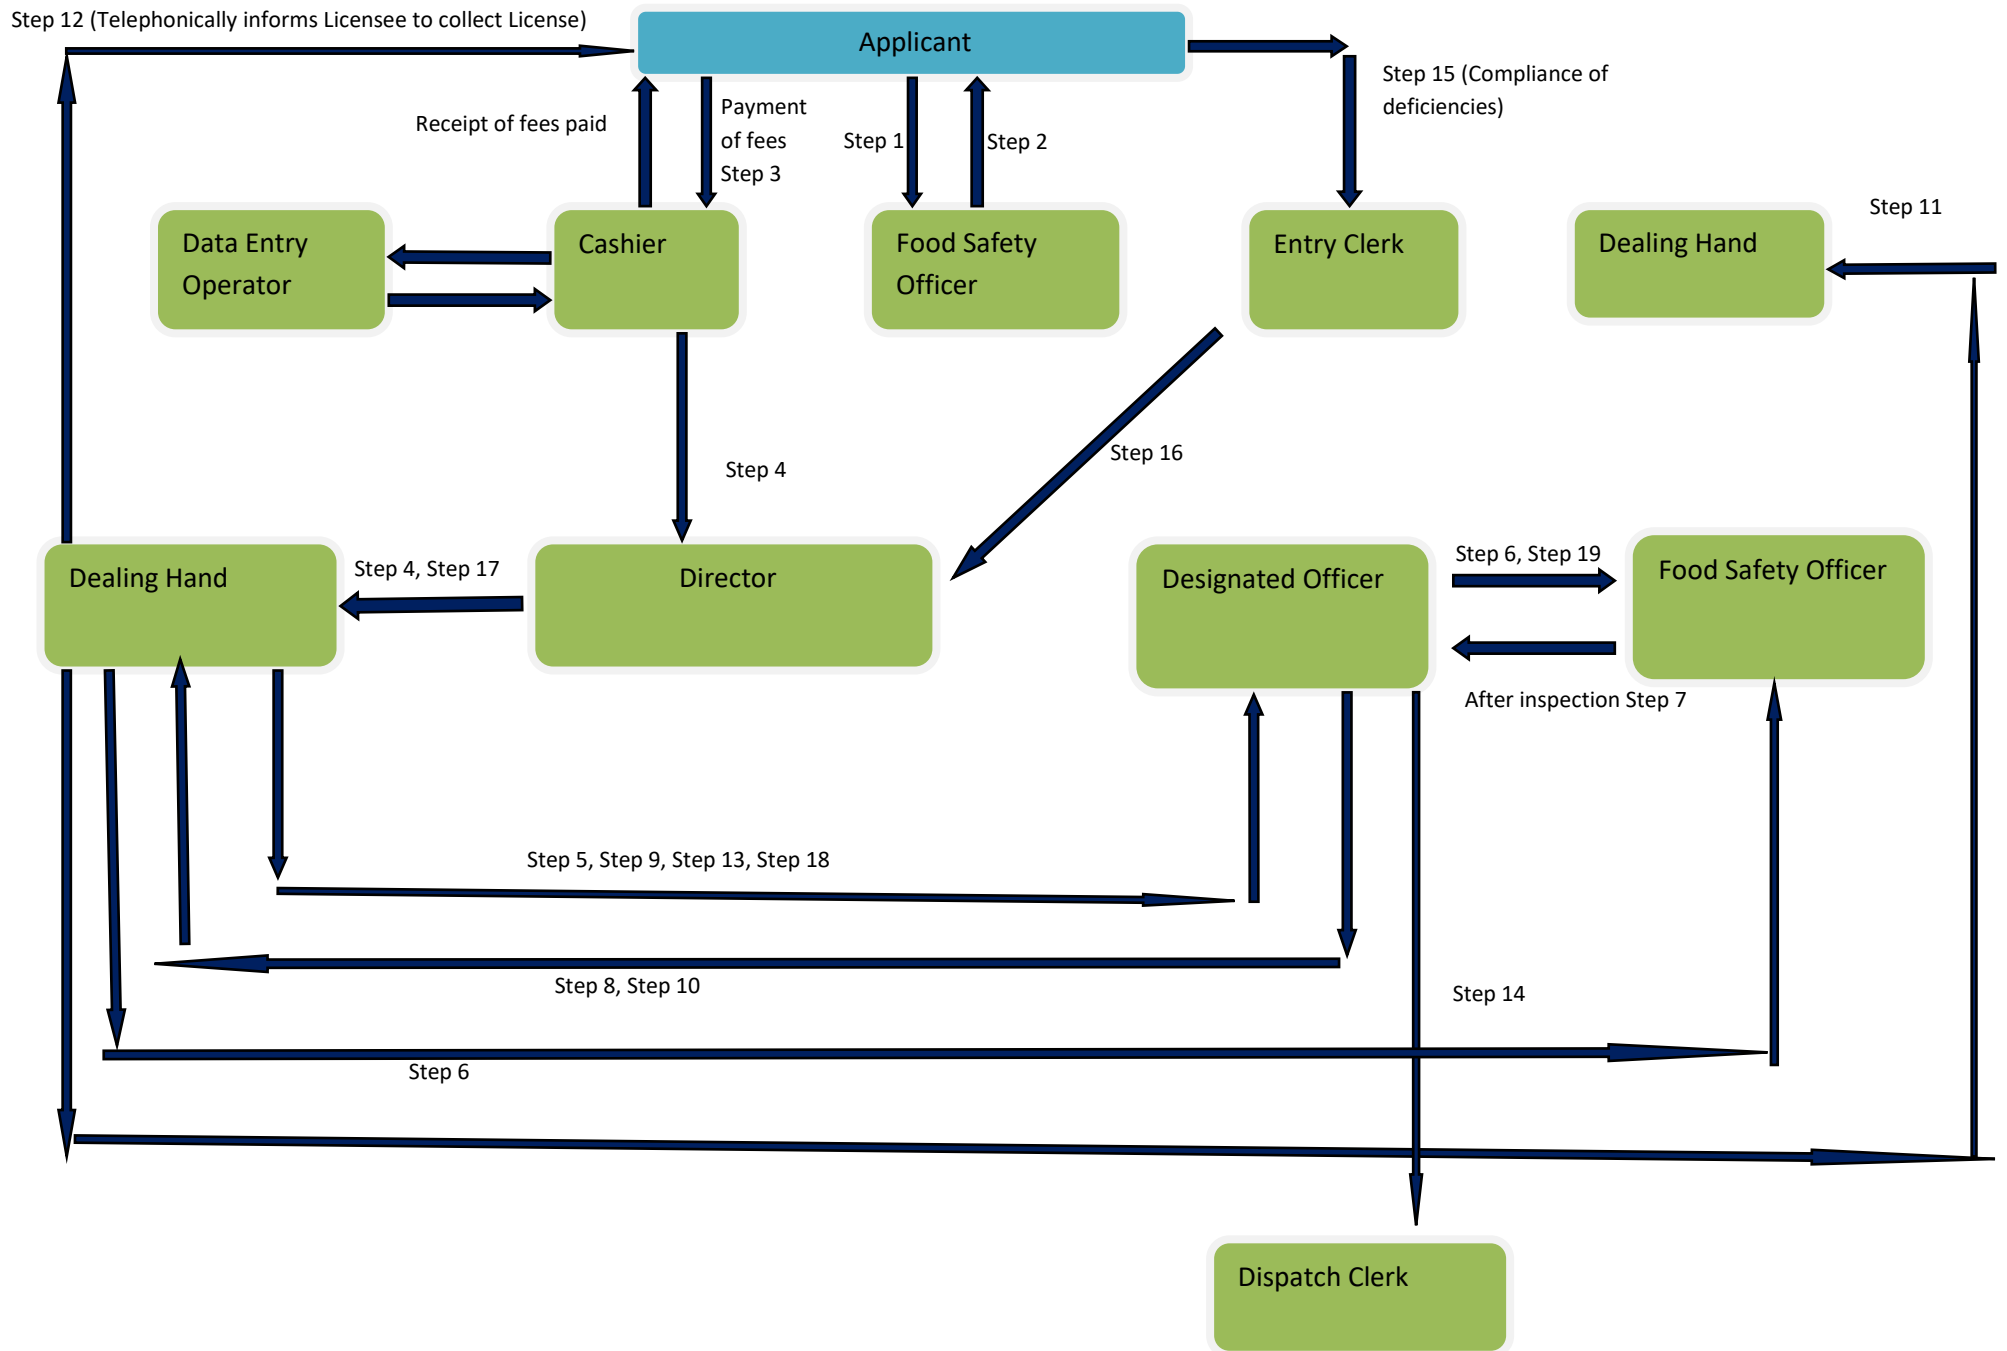 Step 12 (Telephonically informs Licensee to collect License)
Applicant
Step 15 (Compliance of
deficiencies)
Receipt of fees paid
Payment
of fees
Step 3
Step 1
Step 2
Step 11
Data Entry
Operator
Cashier
Food Safety
Officer
Entry Clerk
Dealing Hand
Step 4
Step 16
Dealing Hand
Step 4, Step 17
Director
Designated Officer
Step 6, Step 19
Food Safety Officer
After inspection Step 7
Step 5, Step 9, Step 13, Step 18
Step 8, Step 10
Step 14
Step 6
Dispatch Clerk